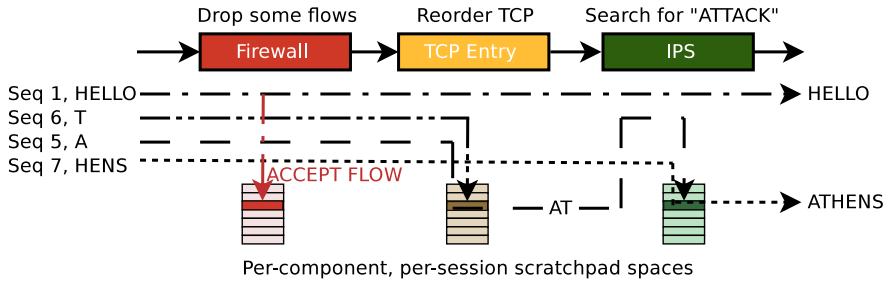 Drop some flows Reorder TCP Search for "ATTACK"
Firewall TCP Entry IPS
Seq 1, HELLO HELLO
Seq 6, T
Seq 5, A
Seq 7, HENS
ACCEPT FLOW
AT ATHENS
Per-component, per-session scratchpad spaces